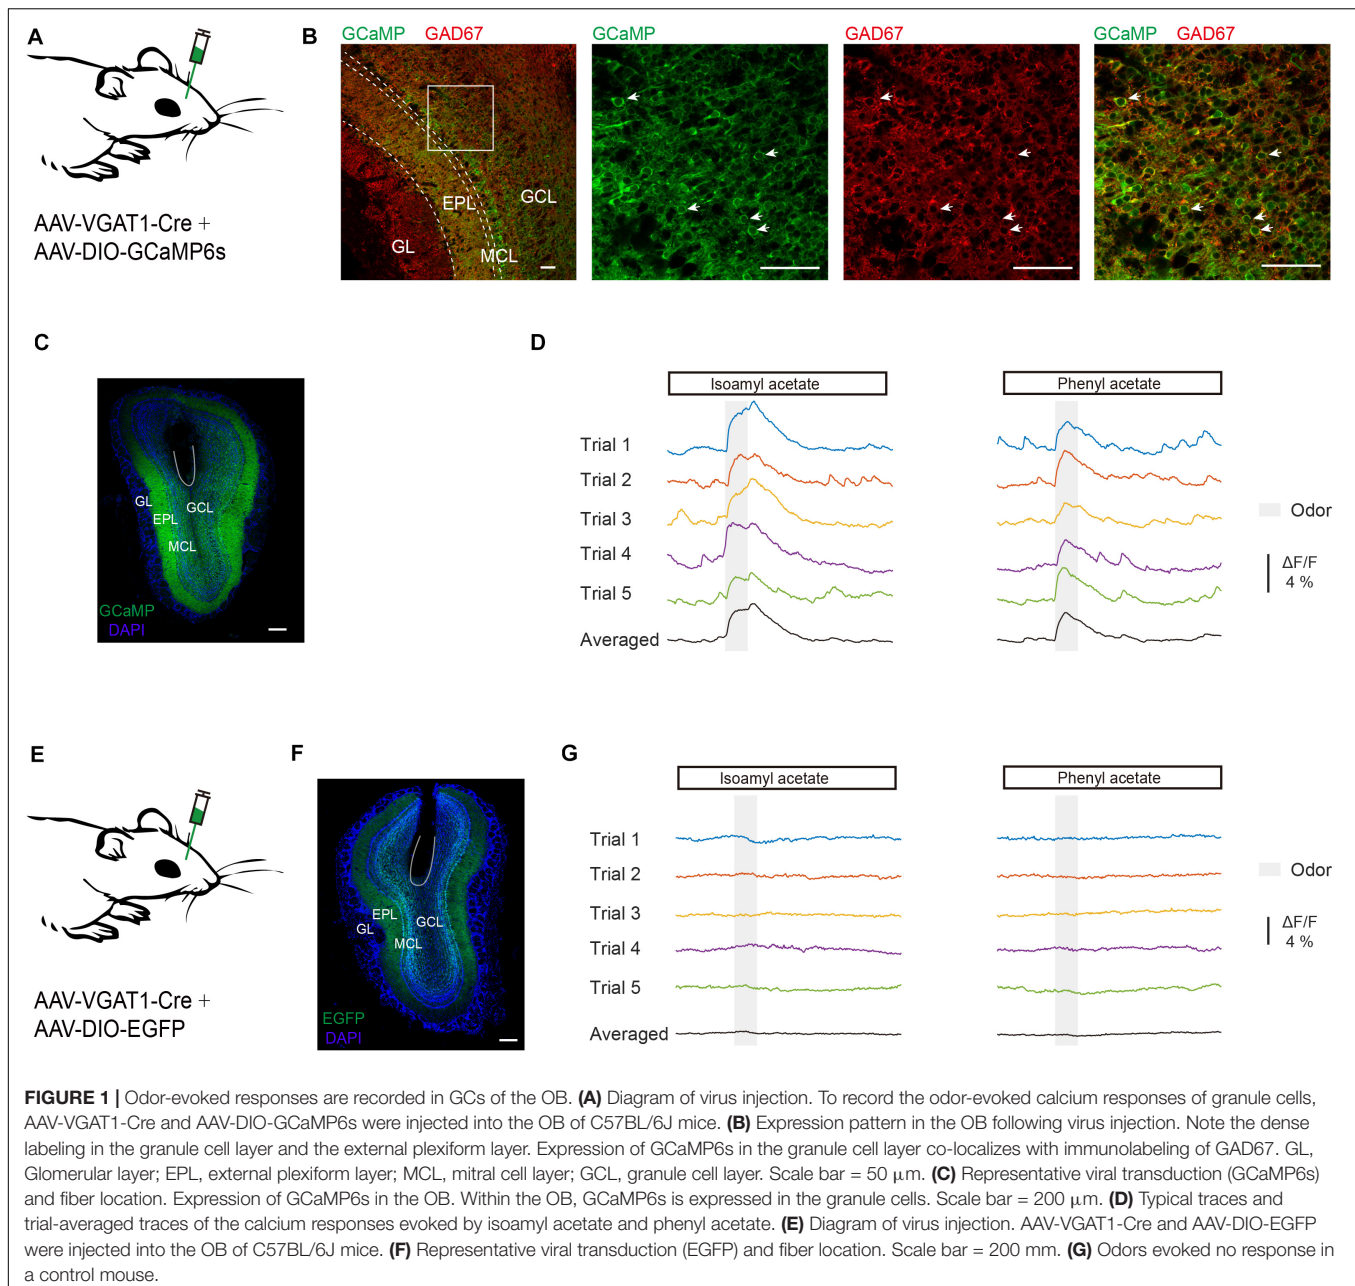 A
AAV-VGAT1-Cre +
AAV-DIO-GCaMP6s
B
GCaMP GAD67
GCaMP
GAD67
GCaMP GAD67
GL
EPL
MCL
GCL
C
GL
EPL
GCL
MCL
GCaMP
DAPI
D
Isoamyl acetate
Phenyl acetate
Trial 1
Trial 2
Trial 3
Trial 4
Trial 5
Averaged
Odor
ΔF/F
4 %
E
AAV-VGAT1-Cre +
AAV-DIO-EGFP
F
EPL
GL
GCL
MCL
EGFP
DAPI
G
Isoamyl acetate
Phenyl acetate
Trial 1
Trial 2
Trial 3
Trial 4
Trial 5
Averaged
Odor
ΔF/F
4 %
FIGURE 1 | Odor-evoked responses are recorded in GCs of the OB. (A) Diagram of virus injection. To record the odor-evoked calcium responses of granule cells,
AAV-VGAT1-Cre and AAV-DIO-GCaMP6s were injected into the OB of C57BL/6J mice. (B) Expression pattern in the OB following virus injection. Note the dense
labeling in the granule cell layer and the external plexiform layer. Expression of GCaMP6s in the granule cell layer co-localizes with immunolabeling of GAD67. GL,
Glomerular layer; EPL, external plexiform layer; MCL, mitral cell layer; GCL, granule cell layer. Scale bar = 50 μm. (C) Representative viral transduction (GCaMP6s)
and fiber location. Expression of GCaMP6s in the OB. Within the OB, GCaMP6s is expressed in the granule cells. Scale bar = 200 μm. (D) Typical traces and
trial-averaged traces of the calcium responses evoked by isoamyl acetate and phenyl acetate. (E) Diagram of virus injection. AAV-VGAT1-Cre and AAV-DIO-EGFP
were injected into the OB of C57BL/6J mice. (F) Representative viral transduction (EGFP) and fiber location. Scale bar = 200 mm. (G) Odors evoked no response in
a control mouse.